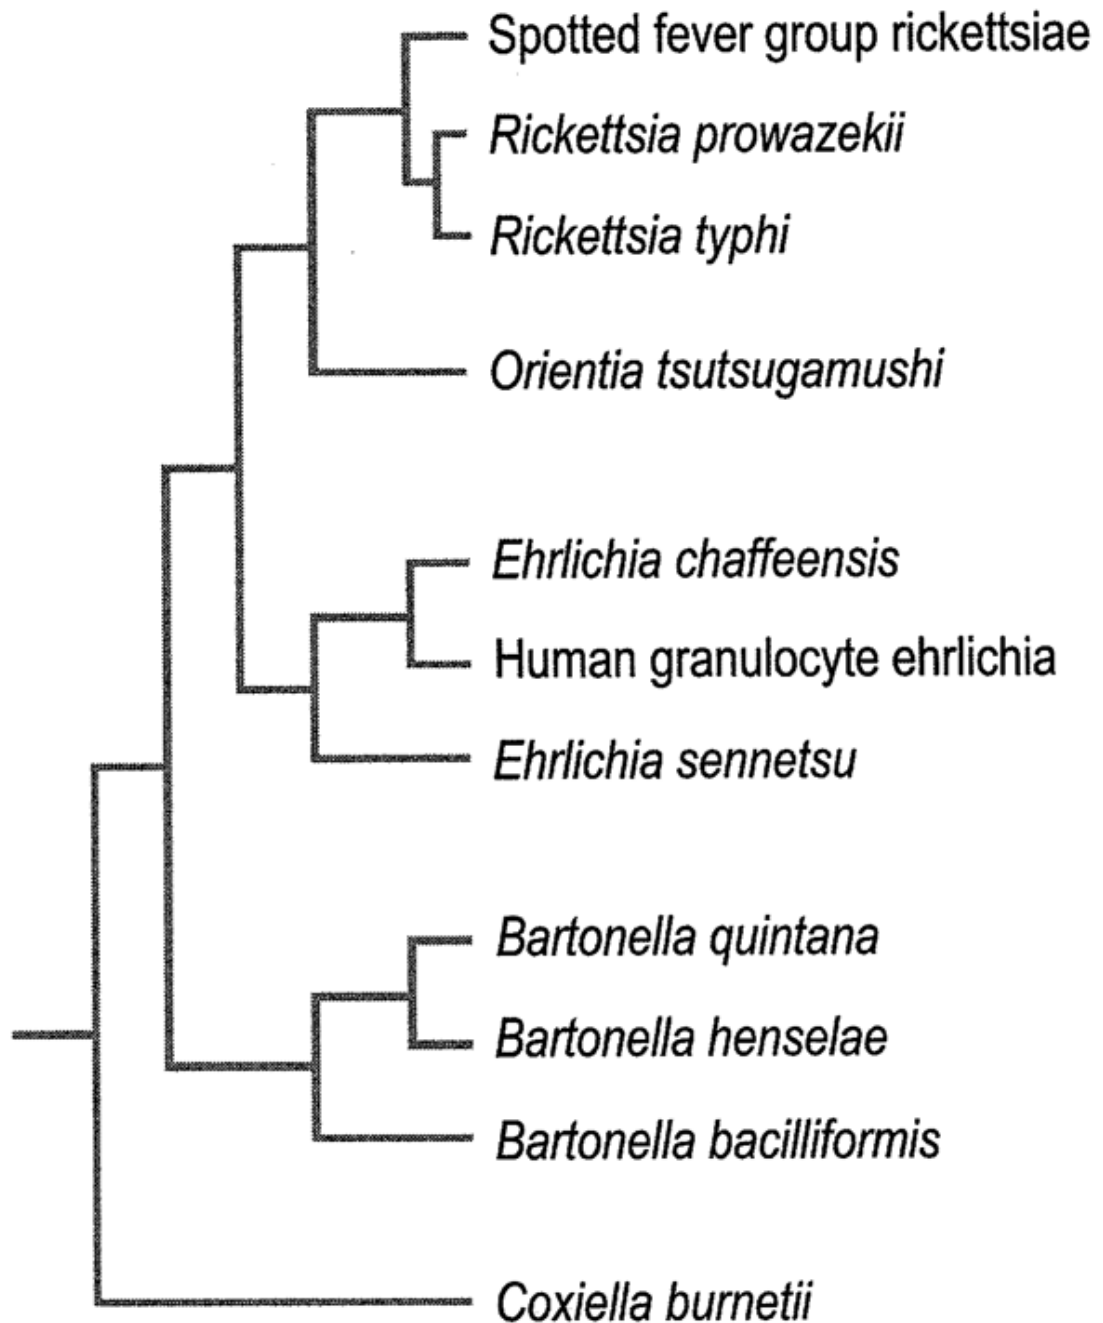 Spotted fever group rickettsiae
Rickettsia prowazekii
Rickettsia typhi
Orientia tsutsugamushi
Ehrlichia chaffeensis
Human granulocyte ehrlichia
Ehrlichia sennetsu
Bartonella quintana
Bartonella henselae
Bartonella bacilliformis
Coxiella burnetii